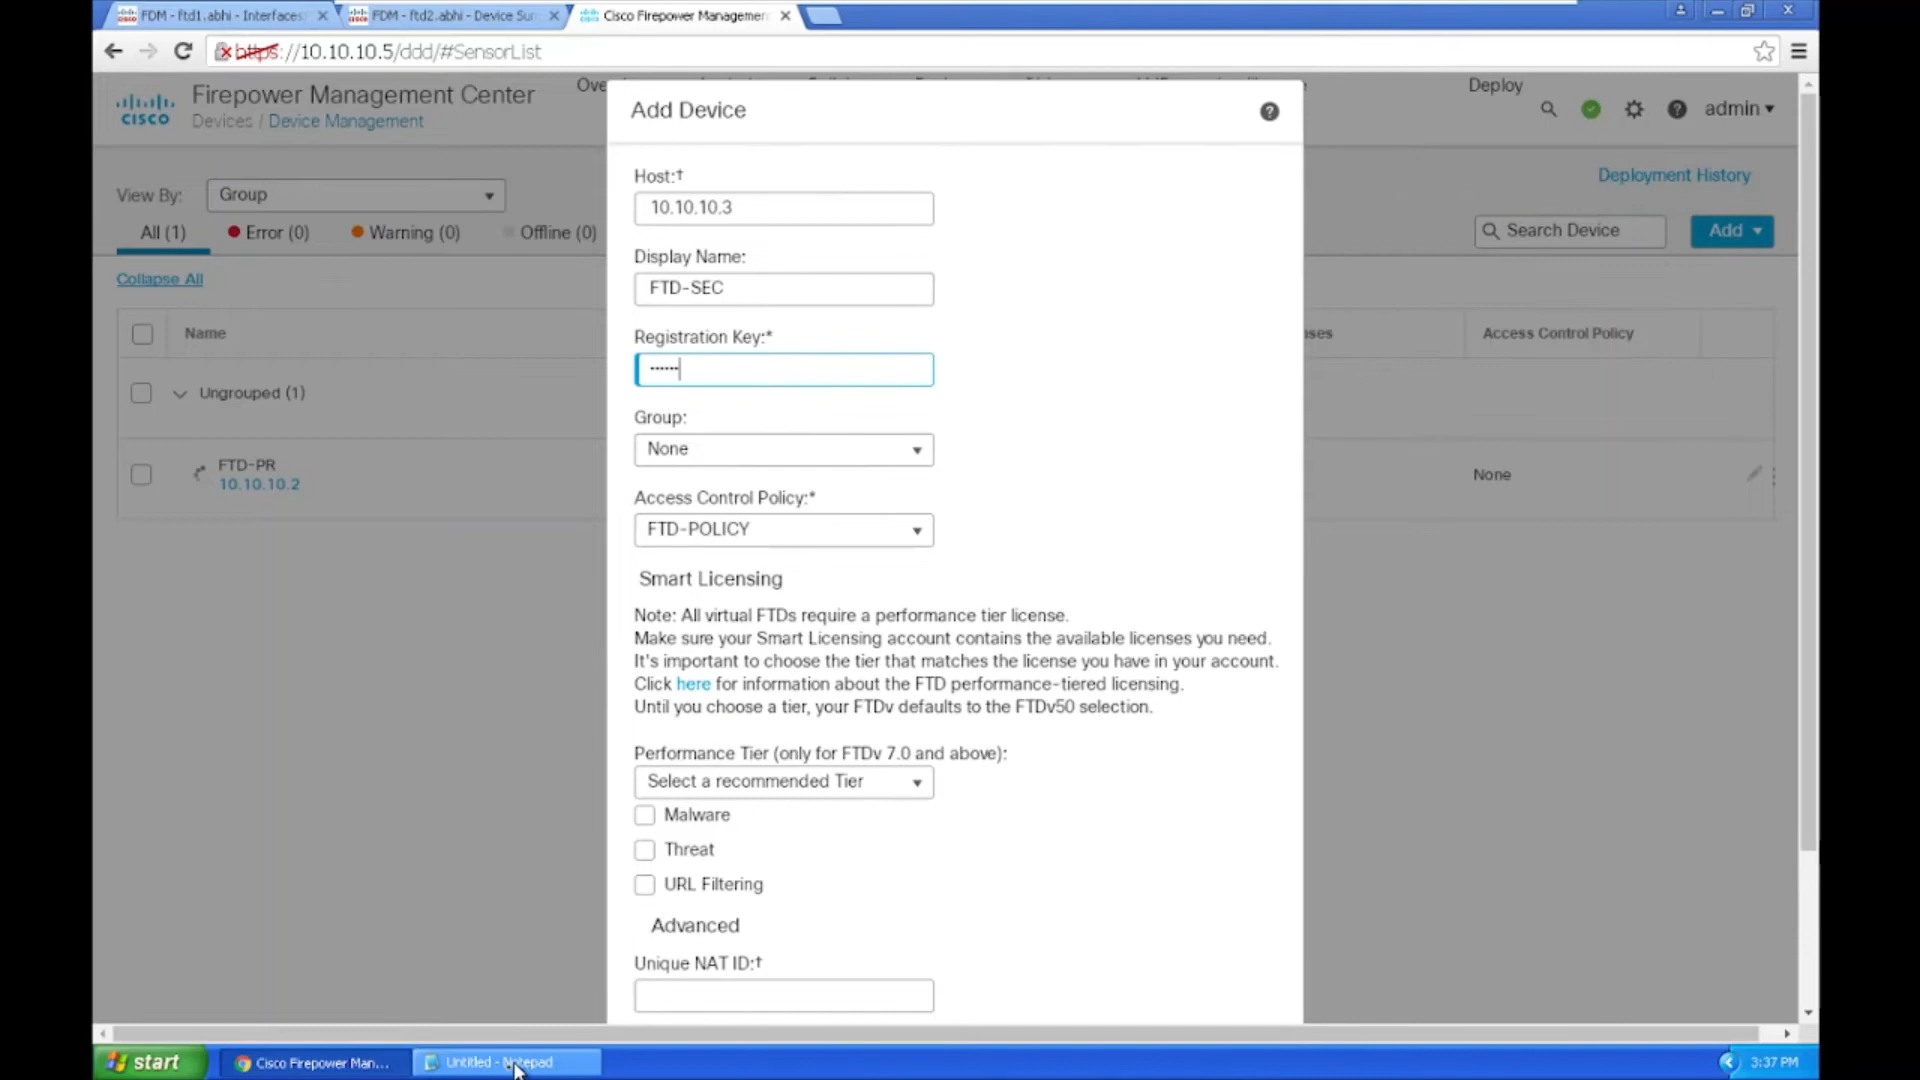 FDM - ftd1.abhi - Interfaces
FDM - ftd2.abhi - Device Sum
Cisco Firepower Managemen
https://10.10.10.5/ddd/#SensorList
cisco
Firepower Management Center
Devices / Device Management
Deploy
admin
Add Device
Deployment History
View By:
Group
All (1)
Error (0)
Warning (0)
Offline (0)
Search Device
Add
Collapse All
Name
Access Control Policy
Ungrouped (1)
FTD-PR
10.10.10.2
None
Host:†
10.10.10.3
Display Name:
FTD-SEC
Registration Key:*
Group:
None
Access Control Policy:*
FTD-POLICY
Smart Licensing
Note: All virtual FTDs require a performance tier license.
Make sure your Smart Licensing account contains the available licenses you need.
It's important to choose the tier that matches the license you have in your account.
Click here for information about the FTD performance-tiered licensing.
Until you choose a tier, your FTDv defaults to the FTDv50 selection.
Performance Tier (only for FTDv 7.0 and above):
Select a recommended Tier
Malware
Threat
URL Filtering
Advanced
Unique NAT ID:†
start
Cisco Firepower Man...
Untitled - Notepad
3:37 PM